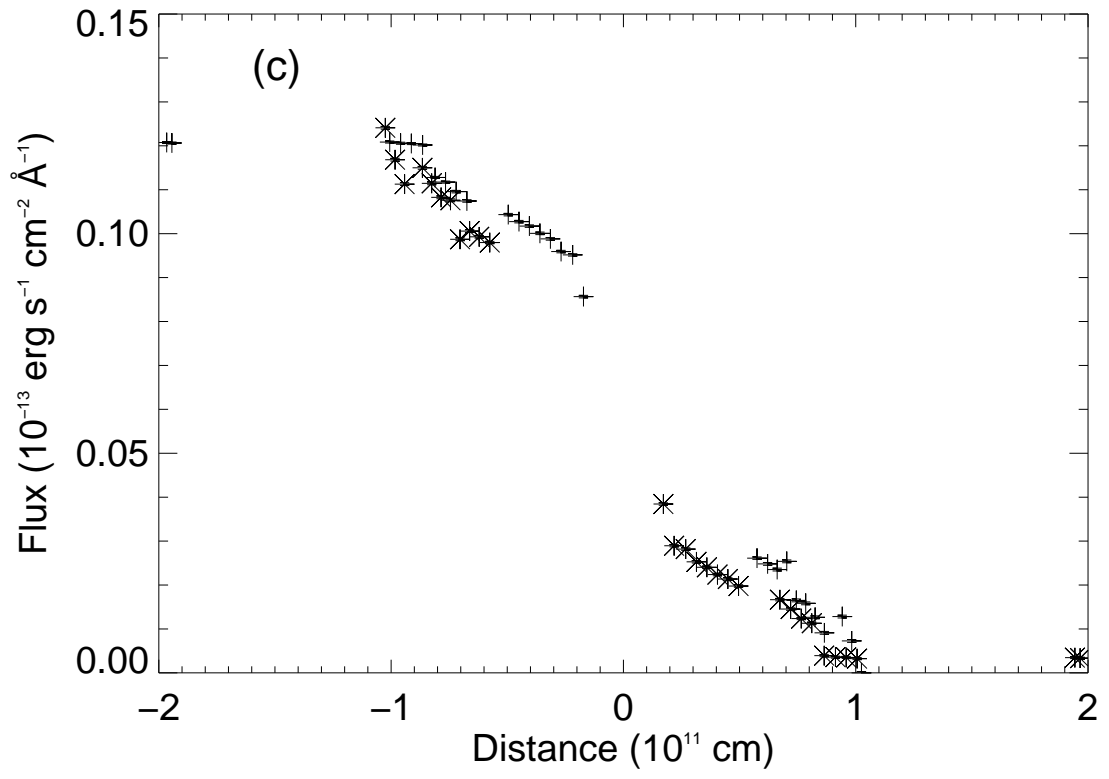 (c)
0.15
0.10
0.05
0.00
Flux (10⁻¹³ erg s⁻¹ cm⁻² Å⁻¹)
−2 −1 0 1 2
Distance (10¹¹ cm)